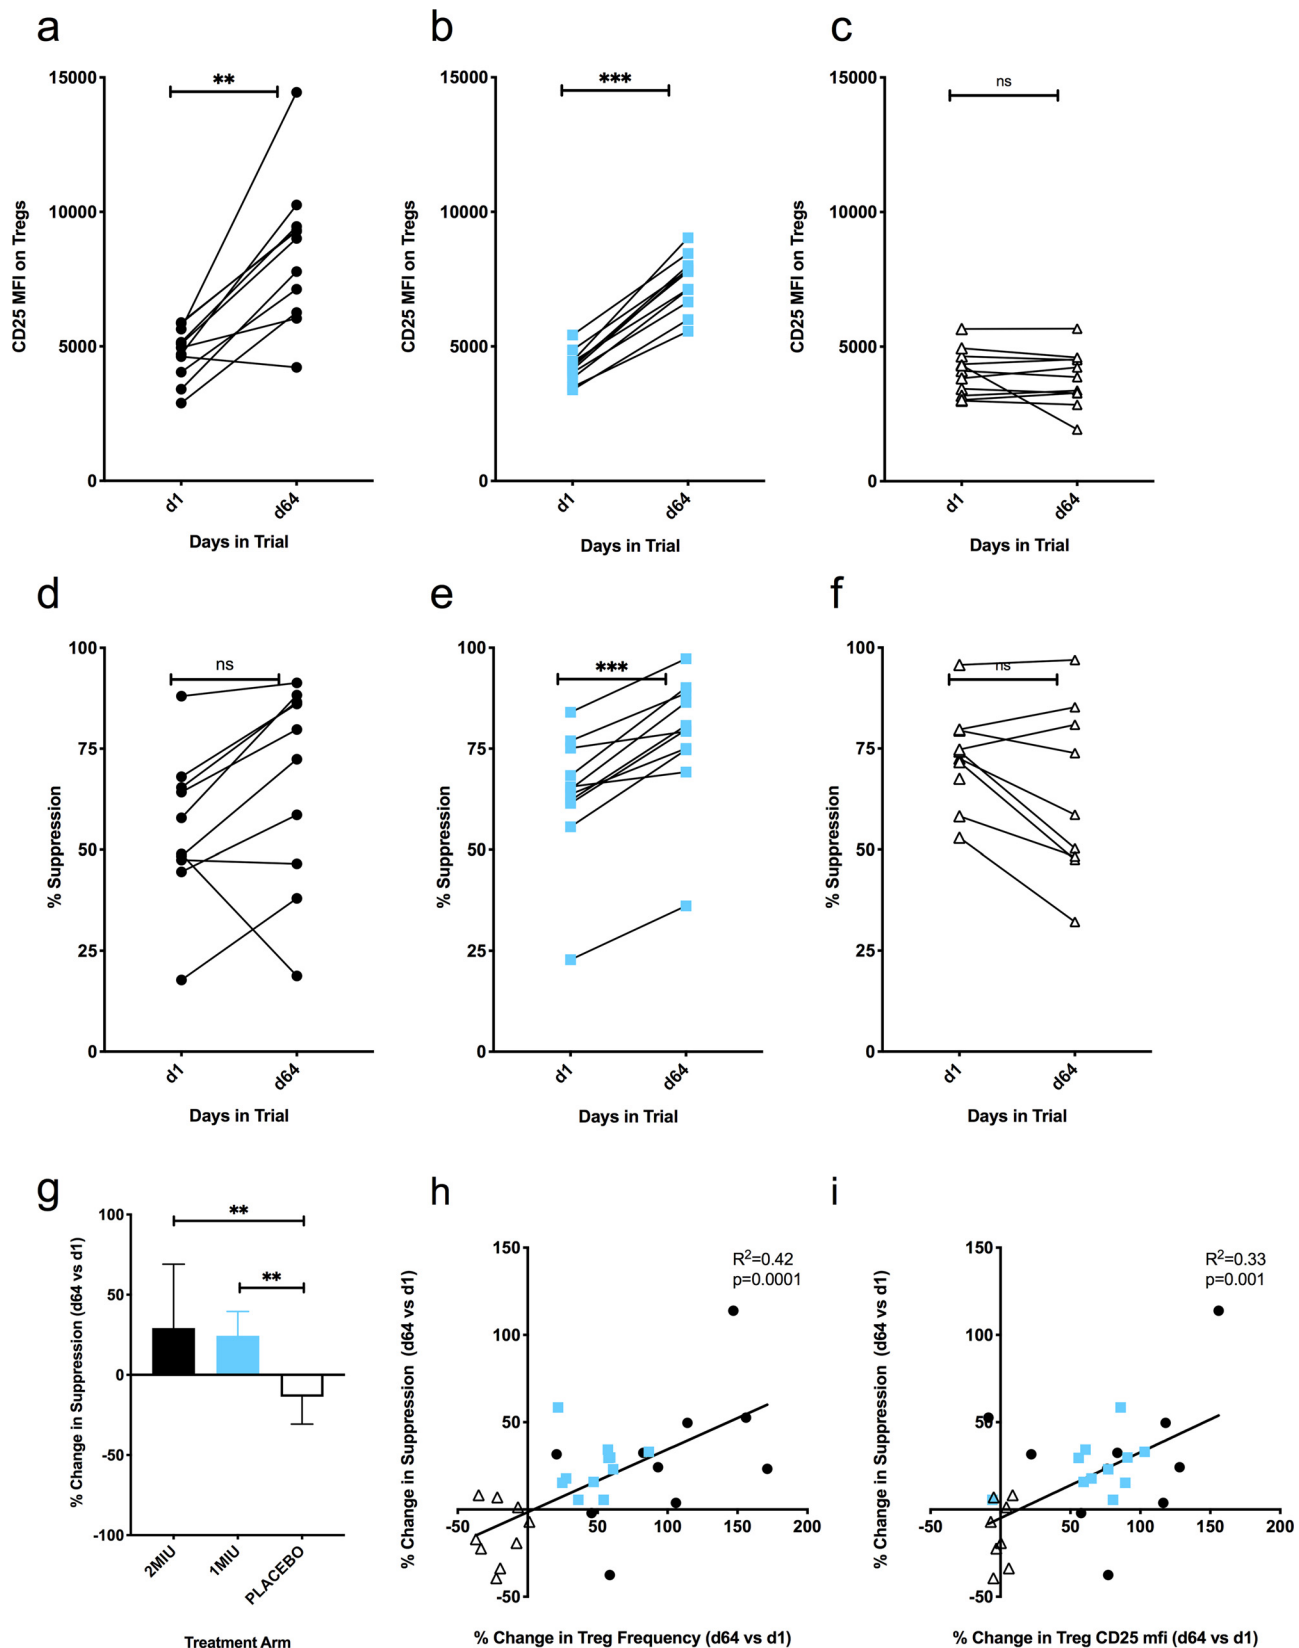 a
b
c
15000
10000
5000
0
CD25 MFI on Tregs
**
d1
d64
Days in Trial
15000
10000
5000
0
CD25 MFI on Tregs
***
d1
d64
Days in Trial
15000
10000
5000
0
CD25 MFI on Tregs
ns
d1
d64
Days in Trial
d
e
f
100
75
50
25
0
% Suppression
ns
d1
d64
Days in Trial
100
75
50
25
0
% Suppression
***
d1
d64
Days in Trial
100
75
50
25
0
% Suppression
ns
d1
d64
Days in Trial
g
h
i
100
50
0
-50
-100
% Change in Suppression (d64 vs d1)
**
**
2MIU
1MIU
PLACEBO
Treatment Arm
150
100
50
-50
% Change in Suppression (d64 vs d1)
R²=0.42
p=0.0001
-50
50
100
150
200
% Change in Treg Frequency (d64 vs d1)
150
100
50
-50
% Change in Suppression (d64 vs d1)
R²=0.33
p=0.001
-50
50
100
150
200
% Change in Treg CD25 mfi (d64 vs d1)